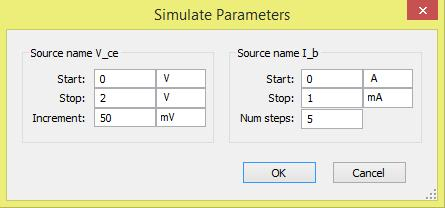 Simulate Parameters
Source name V_ce
Start: 0 V
Stop: 2 V
Increment: 50 mV
Source name I_b
Start: 0 A
Stop: 1 mA
Num steps: 5
OK Cancel